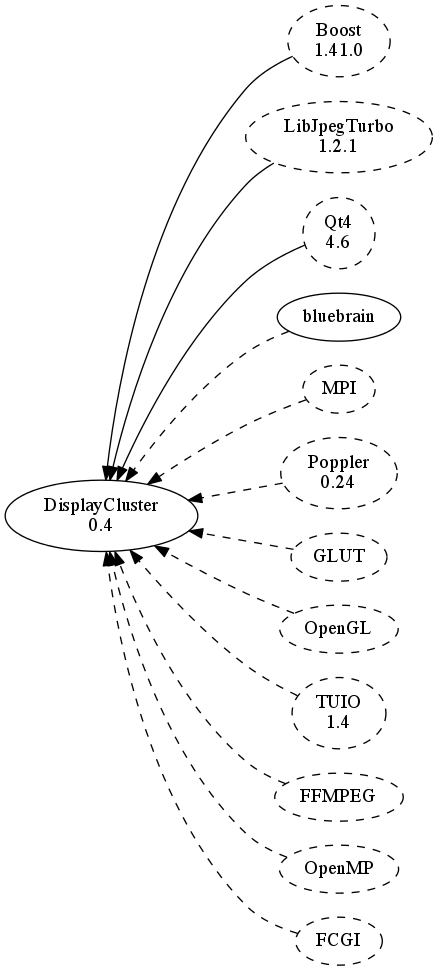 Boost
1.41.0
LibJpegTurbo
1.2.1
Qt4
4.6
bluebrain
MPI
Poppler
0.24
DisplayCluster
0.4
GLUT
OpenGL
TUIO
1.4
FFMPEG
OpenMP
FCGI